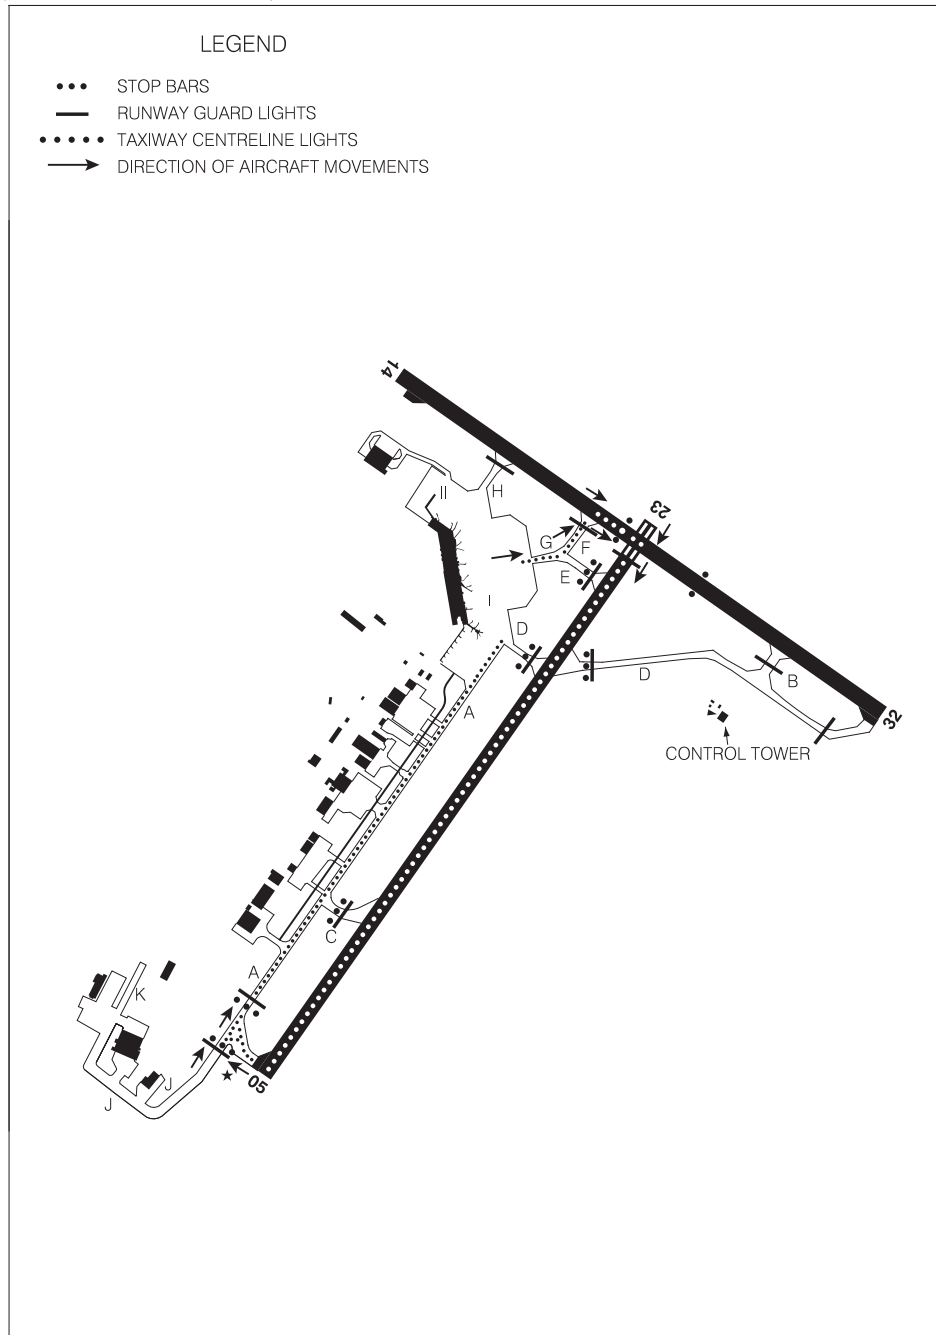 LEGEND
STOP BARS
RUNWAY GUARD LIGHTS
TAXIWAY CENTRELINE LIGHTS
DIRECTION OF AIRCRAFT MOVEMENTS
14
II
H
23
G
F
E
I
D
D
B
A
32
CONTROL TOWER
C
A
K
J
05
J